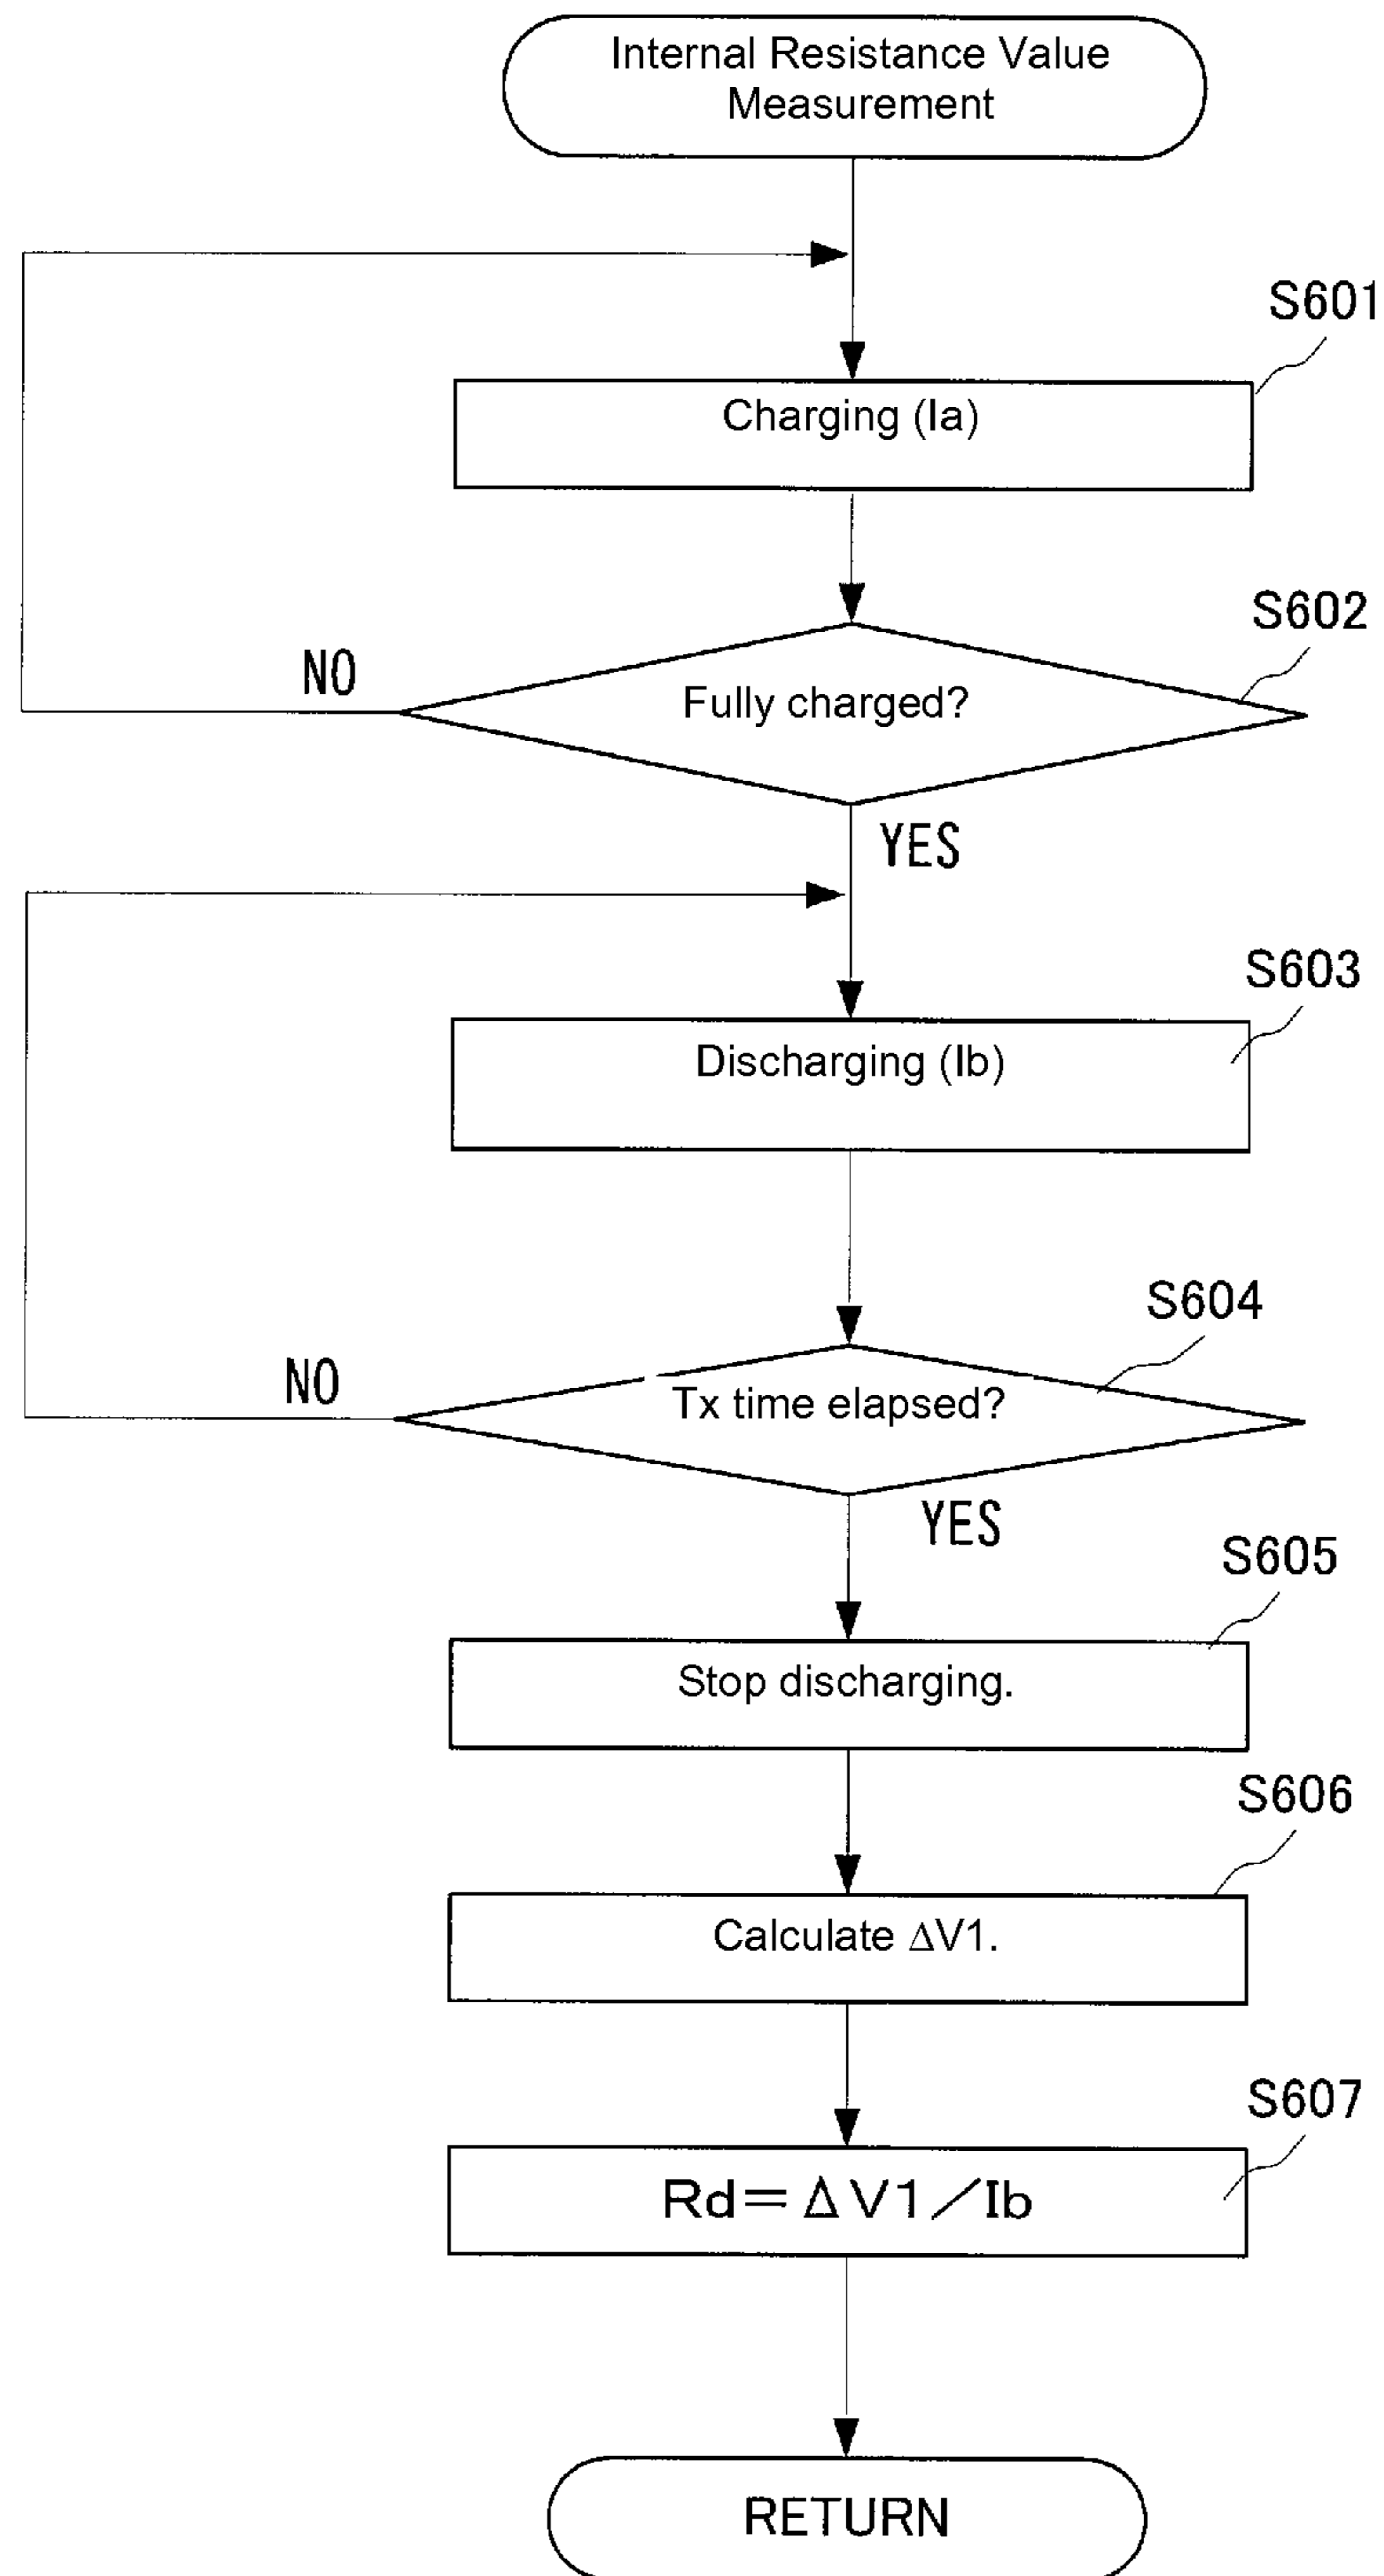 Internal Resistance Value
Measurement
S601
Charging (Ia)
S602
NO
Fully charged?
YES
S603
Discharging (Ib)
S604
NO
Tx time elapsed?
YES
S605
Stop discharging.
S606
Calculate ΔV1.
S607
Rd=ΔV1/Ib
RETURN